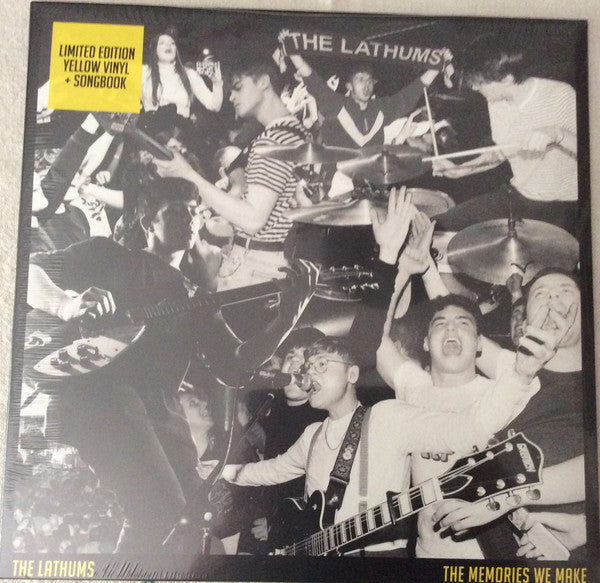 LIMITED EDITION
YELLOW VINYL
+ SONGBOOK
THE LATHUMS
THE LATHUMS
THE MEMORIES WE MAKE